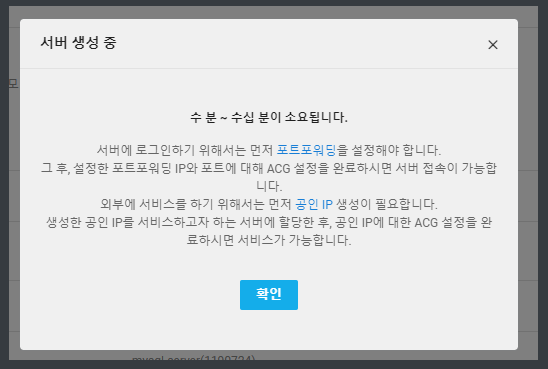 서버 생성 중
모
수 분 ~ 수십 분이 소요됩니다.
서버에 로그인하기 위해서는 먼저 포트포워딩을 설정해야 합니다.
그 후, 설정한 포트포워딩 IP와 포트에 대해 ACG 설정을 완료하시면 서버 접속이 가능합
니다.
외부에 서비스를 하기 위해서는 먼저 공인 IP 생성이 필요합니다.
생성한 공인 IP를 서비스하고자 하는 서버에 할당한 후, 공인 IP에 대한 ACG 설정을 완
료하시면 서비스가 가능합니다.
확인